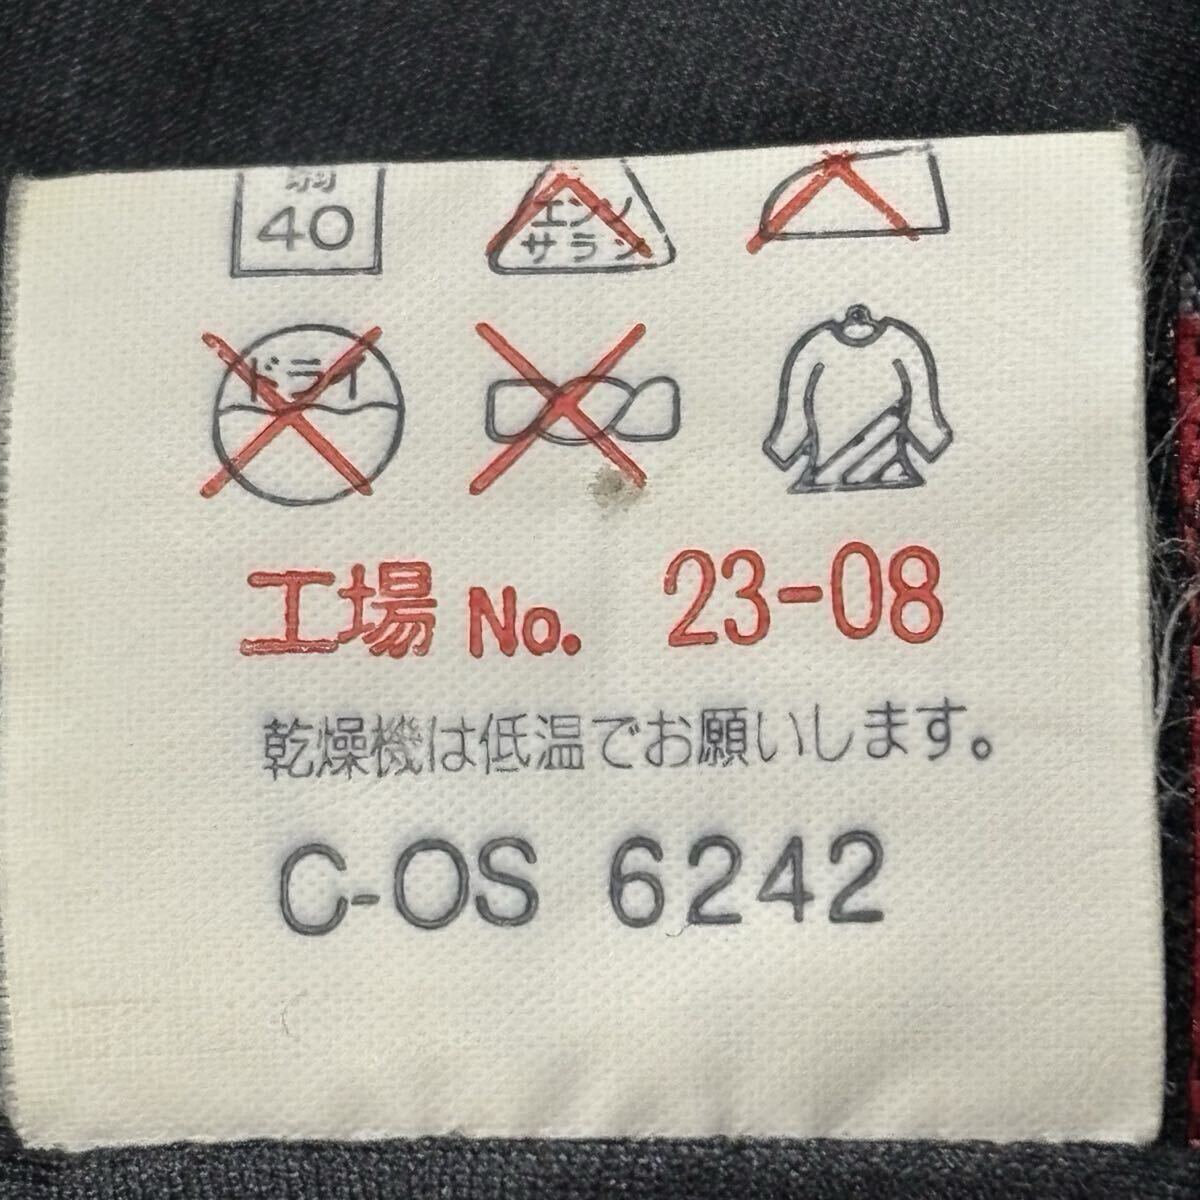 弱
40
エンソ
サラシ
ドライ
工場 No. 23-08
乾燥機は低温でお願いします。
C-OS 6242